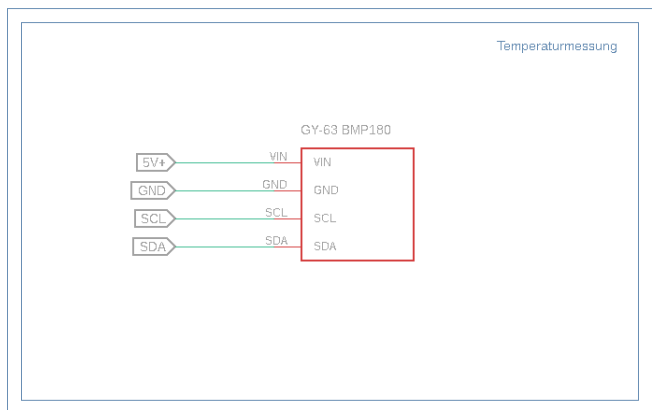 Temperaturmessung
GY-63 BMP180
5V+ VIN VIN
GND GND GND
SCL SCL SCL
SDA SDA SDA